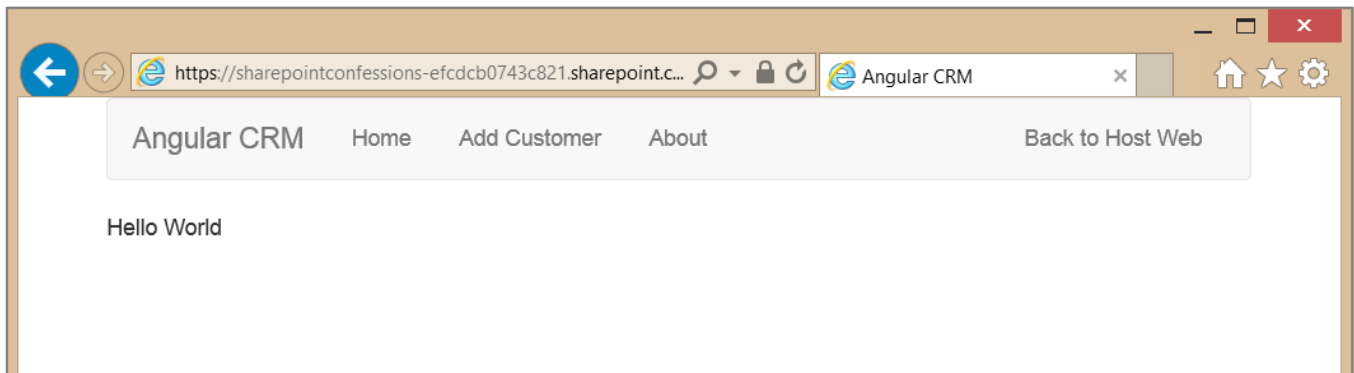 https://sharepointconfessions-efcdcb0743c821.sharepoint.c...
Angular CRM
Angular CRM Home Add Customer About Back to Host Web
Hello World